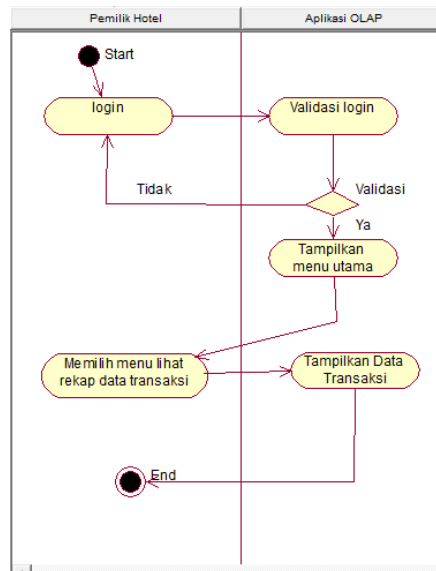 Pemilik Hotel
Aplikasi OLAP
Start
login
Validasi login
Tidak
Validasi
Ya
Tampilkan
menu utama
Memilih menu lihat
rekap data transaksi
Tampilkan Data
Transaksi
End